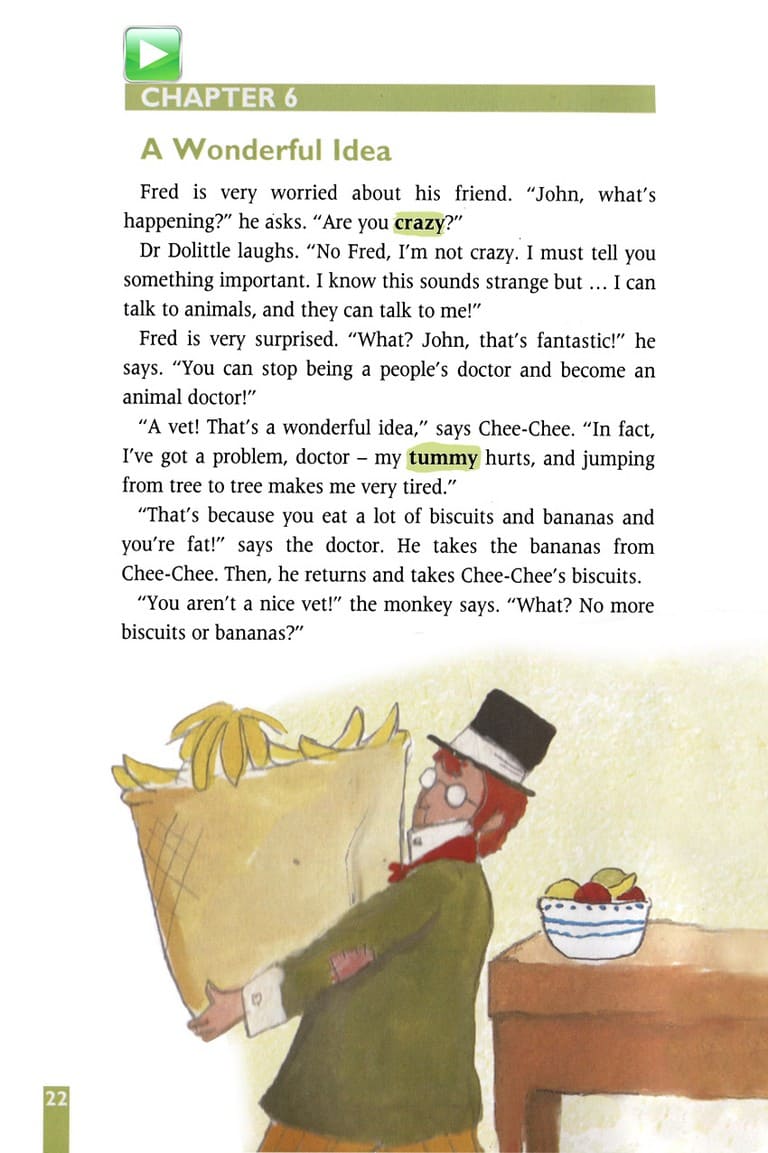 CHAPTER 6
A Wonderful Idea
Fred is very worried about his friend. “John, what’s
happening?” he asks. “Are you crazy?”
Dr Dolittle laughs. “No Fred, I’m not crazy. I must tell you
something important. I know this sounds strange but ... I can
talk to animals, and they can talk to me!”
Fred is very surprised. “What? John, that’s fantastic!” he
says. “You can stop being a people’s doctor and become an
animal doctor!”
“A vet! That’s a wonderful idea,” says Chee-Chee. “In fact,
I’ve got a problem, doctor – my tummy hurts, and jumping
from tree to tree makes me very tired.”
“That’s because you eat a lot of biscuits and bananas and
you’re fat!” says the doctor. He takes the bananas from
Chee-Chee. Then, he returns and takes Chee-Chee’s biscuits.
“You aren’t a nice vet!” the monkey says. “What? No more
biscuits or bananas?”
22